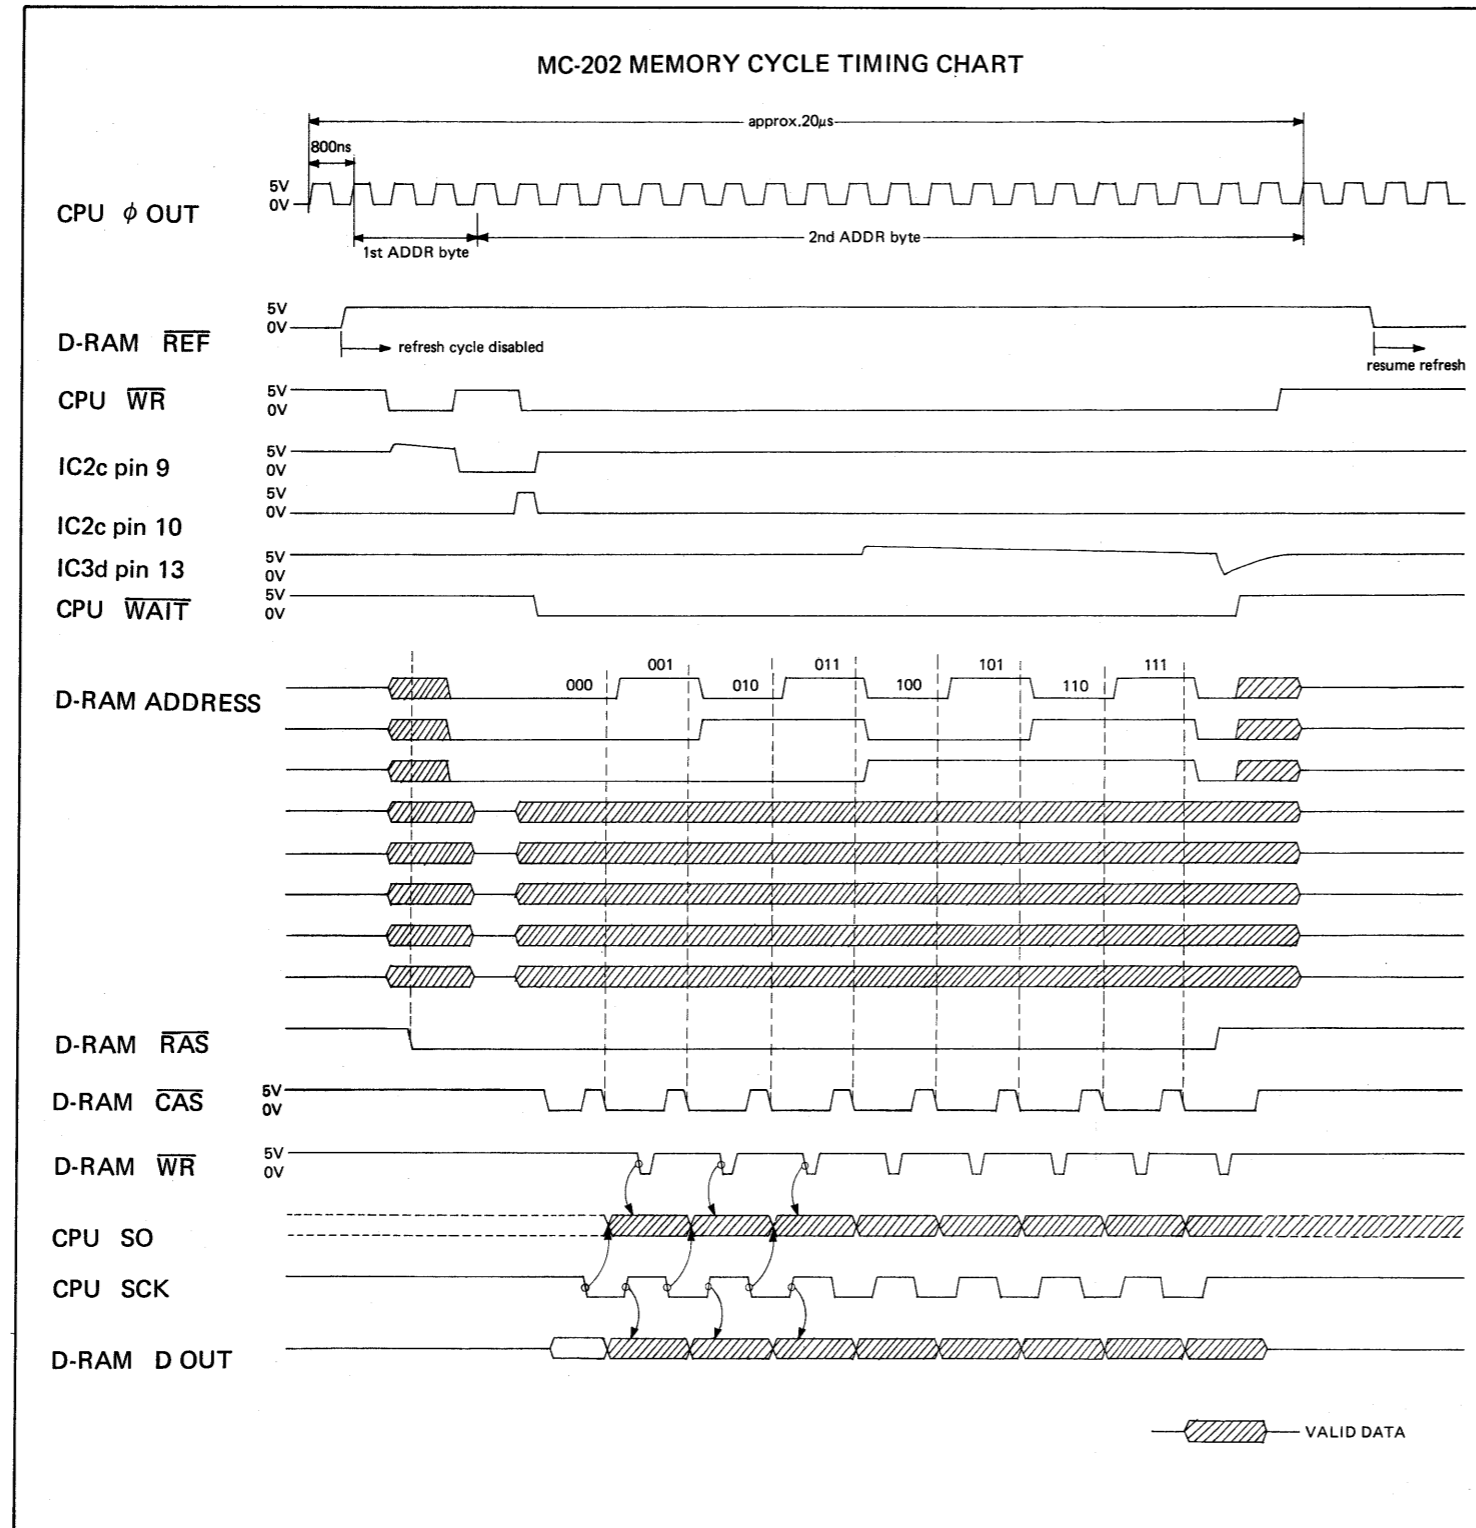 MC-202 MEMORY CYCLE TIMING CHART
approx.20μs
800ns
5V
0V
CPU ϕ OUT
1st ADDR byte
2nd ADDR byte
5V
0V
D-RAM REF
refresh cycle disabled
resume refresh
CPU WR
5V
0V
IC2c pin 9
5V
0V
5V
0V
IC2c pin 10
5V
0V
IC3d pin 13
5V
0V
CPU WAIT
D-RAM ADDRESS
000 001 010 011 100 101 110 111
D-RAM RAS
D-RAM CAS
5V
0V
D-RAM WR
5V
0V
CPU SO
CPU SCK
D-RAM D OUT
VALID DATA